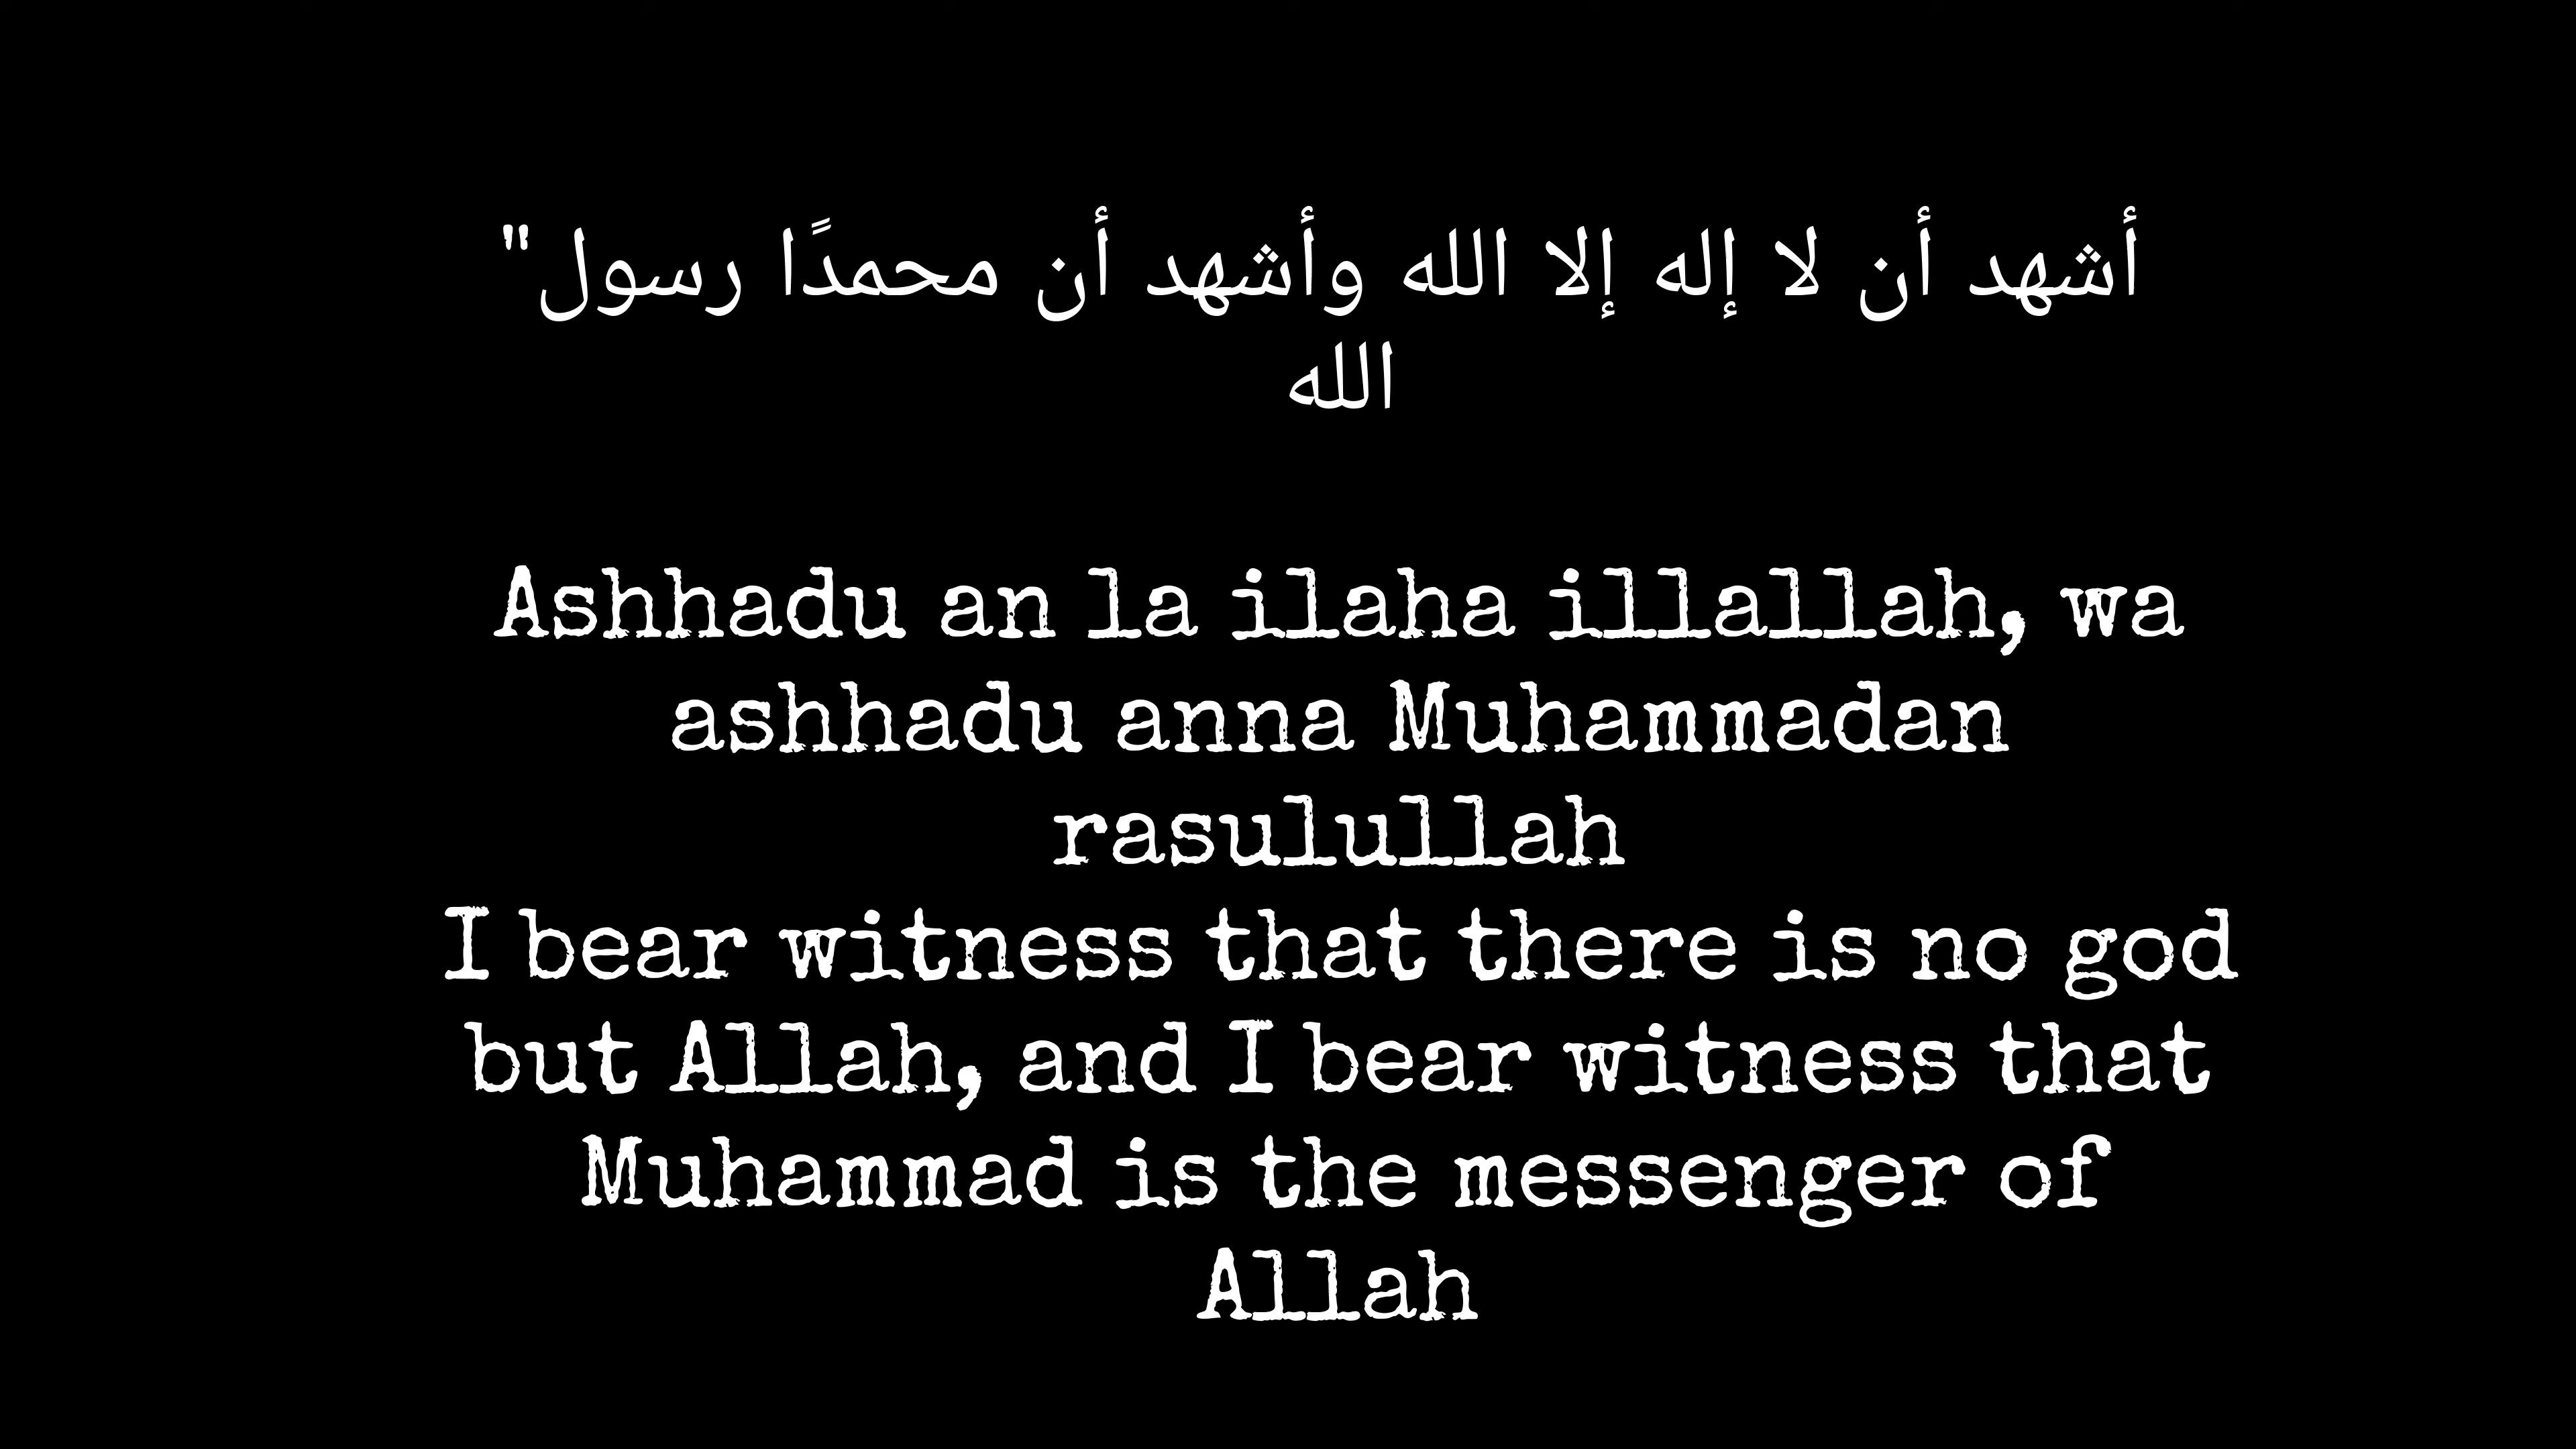 أشهد أن لا إله إلا الله وأشهد أن محمدًا رسول"
الله
Ashhadu an la ilaha illallah, wa
ashhadu anna Muhammadan
rasulullah
I bear witness that there is no god
but Allah, and I bear witness that
Muhammad is the messenger of
Allah